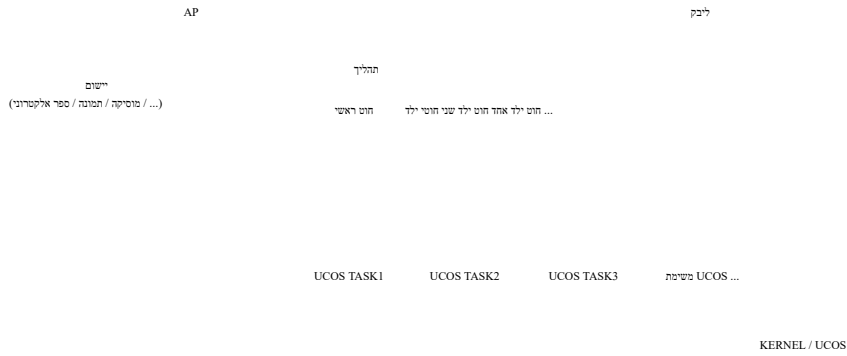 AP
ליבק
תהליך
יישום
(... / מוסיקה / תמונה / ספר אלקטרוני)
חוט ראשי
חוט ילד אחד חוט ילד שני חוטי ילד ...
UCOS TASK1
UCOS TASK2
UCOS TASK3
משימת UCOS ...
KERNEL / UCOS